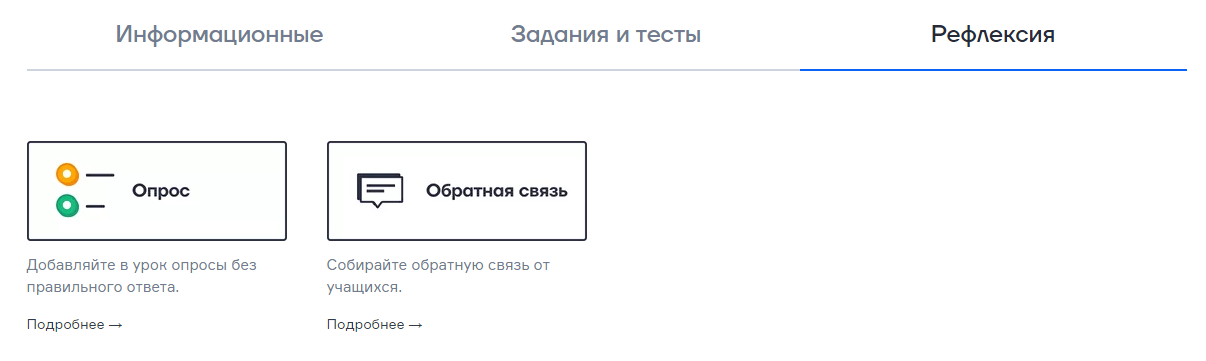 Информационные
Задания и тесты
Рефлексия
Опрос
Добавляйте в урок опросы без
правильного ответа.
Подробнее →
Обратная связь
Собирайте обратную связь от
учащихся.
Подробнее →